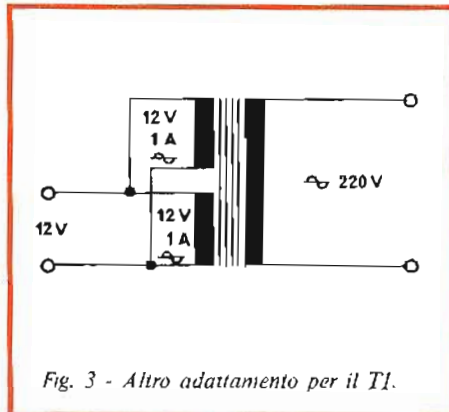 12 V
1 A
∿ 220 V
12 V
12 V
1 A
Fig. 3 - Altro adattamento per il T1.